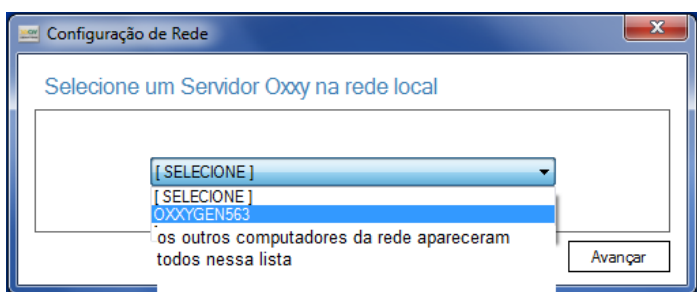 Configuração de Rede
Selecione um Servidor Oxxy na rede local
[ SELECIONE ]
[ SELECIONE ]
OXXYGEN563
os outros computadores da rede apareceram
todos nessa lista
Avançar